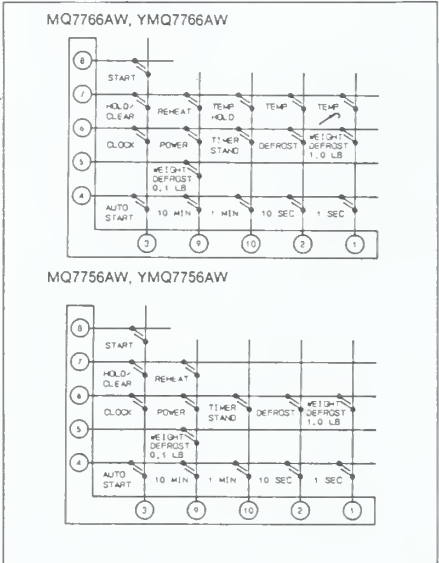 MQ7766AW, YMQ7766AW
8
START
7
HOLD/ REHEAT TEMP TEMP TEMP
CLEAR HOLD
6
CLOCK POWER TIMER DEFROST WEIGHT
STAND DEFROST
1.0 LB
5
WEIGHT
DEFROST
0.1 LB
4
AUTO 10 MIN 1 MIN 10 SEC 1 SEC
START
3 9 10 2 1
MQ7756AW, YMQ7756AW
8
START
7
HOLD/ REHEAT
CLEAR
6
CLOCK POWER TIMER DEFROST WEIGHT
STAND DEFROST
1.0 LB
5
WEIGHT
DEFROST
0.1 LB
4
AUTO 10 MIN 1 MIN 10 SEC 1 SEC
START
3 9 10 2 1